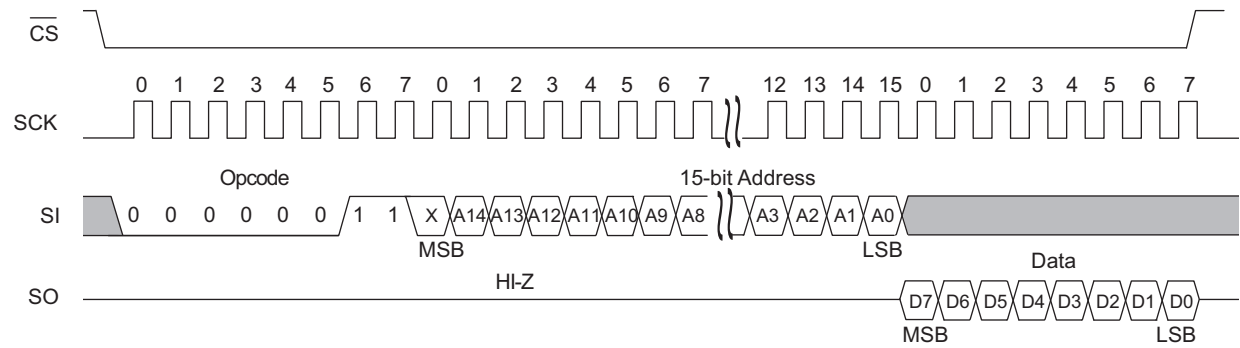 CS
0 1 2 3 4 5 6 7 0 1 2 3 4 5 6 7 12 13 14 15 0 1 2 3 4 5 6 7
SCK
Opcode 15-bit Address
SI 0 0 0 0 0 0 1 1 X A14 A13 A12 A11 A10 A9 A8 A3 A2 A1 A0
MSB LSB
HI-Z Data
SO D7 D6 D5 D4 D3 D2 D1 D0
MSB LSB